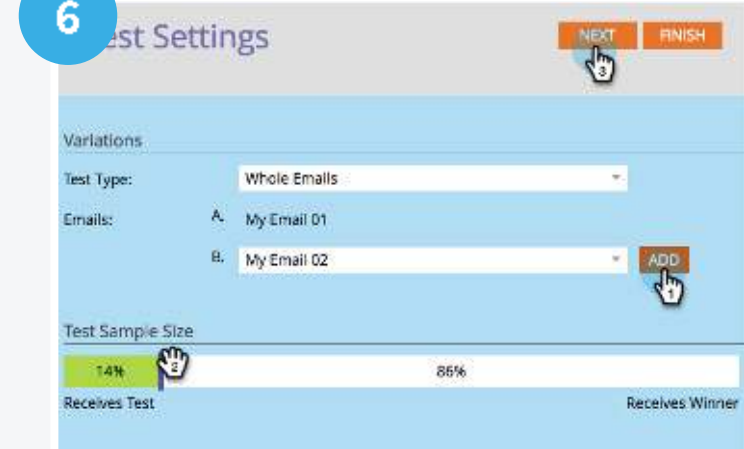 6
est Settings
NEXT FINISH
3
Variations
Test Type: Whole Emails
Emails: A. My Email 01
B. My Email 02 ADD
1
Test Sample Size
14% 2 86%
Receives Test Receives Winner